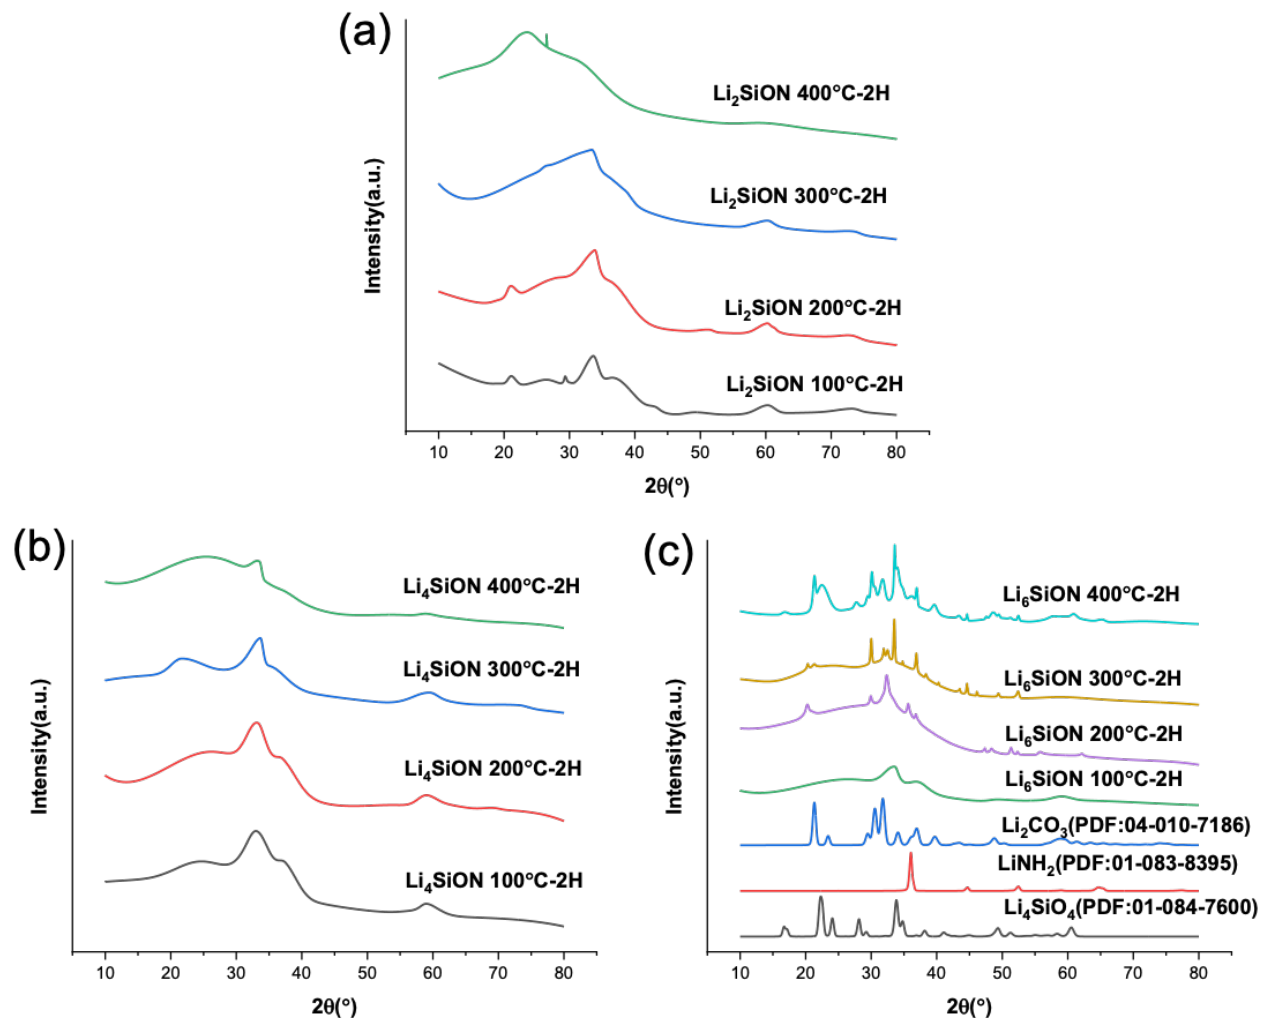 (a)
Li₂SiON 400°C-2H
Li₂SiON 300°C-2H
Li₂SiON 200°C-2H
Li₂SiON 100°C-2H
Intensity(a.u.)
10 20 30 40 50 60 70 80
2θ(°)
(b)
Li₄SiON 400°C-2H
Li₄SiON 300°C-2H
Li₄SiON 200°C-2H
Li₄SiON 100°C-2H
Intensity(a.u.)
10 20 30 40 50 60 70 80
2θ(°)
(c)
Li₆SiON 400°C-2H
Li₆SiON 300°C-2H
Li₆SiON 200°C-2H
Li₆SiON 100°C-2H
Li₂CO₃(PDF:04-010-7186)
LiNH₂(PDF:01-083-8395)
Li₄SiO₄(PDF:01-084-7600)
Intensity(a.u.)
10 20 30 40 50 60 70 80
2θ(°)